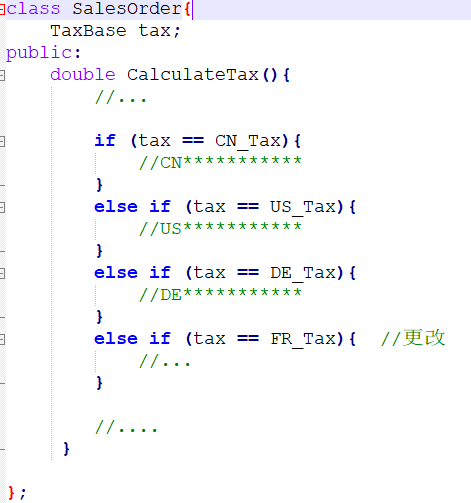 class SalesOrder{
    TaxBase tax;
public:
    double CalculateTax(){
        //...
        if (tax == CN_Tax){
            //CN***********
        }
        else if (tax == US_Tax){
            //US***********
        }
        else if (tax == DE_Tax){
            //DE***********
        }
        else if (tax == FR_Tax){  //更改
            //...
        }
        //....
     }
};